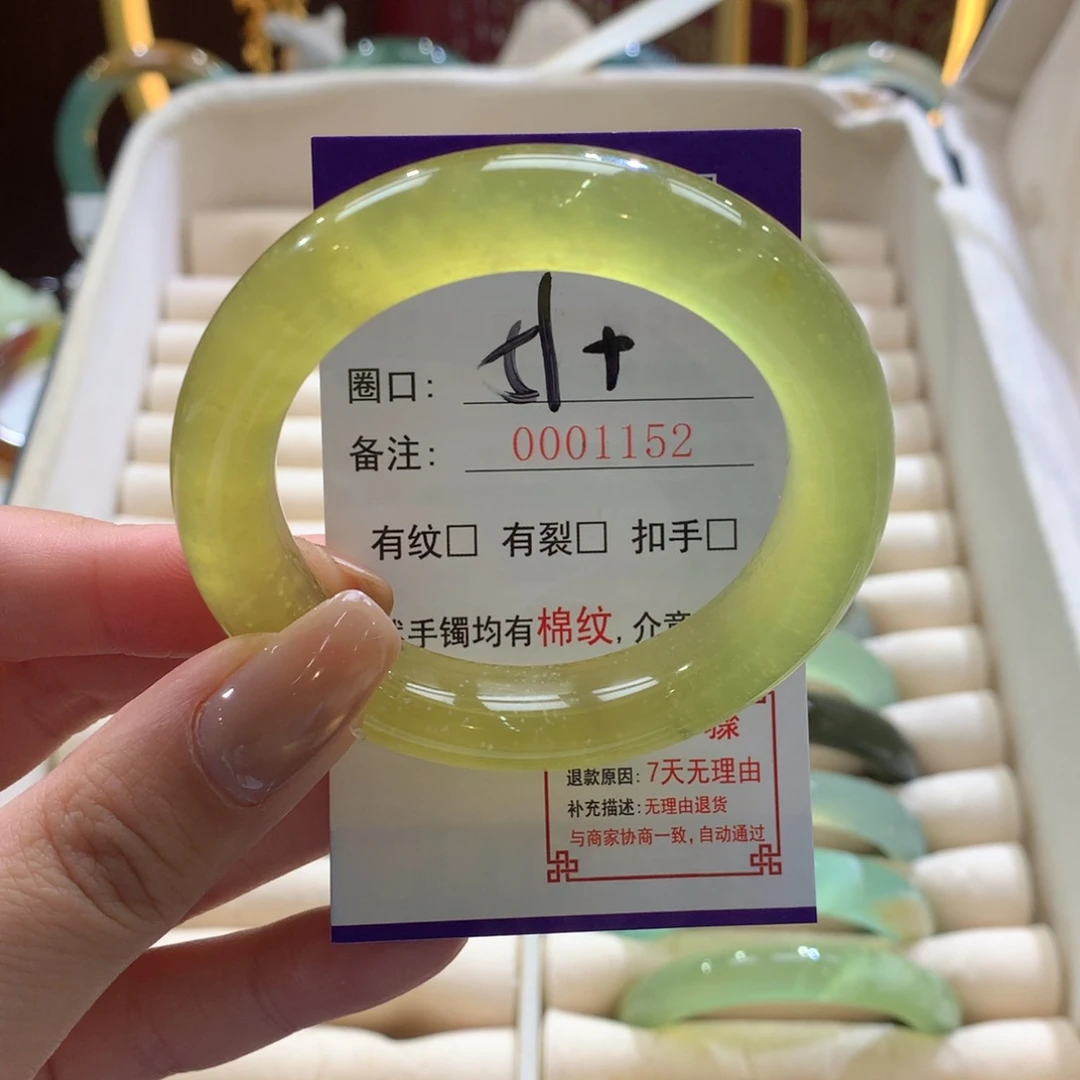 圈口:
备注: 0001152
有纹□ 有裂□ 扣手□
手镯均有棉纹,介意
骤
退款原因: 7天无理由
补充描述:无理由退货
与商家协商一致,自动通过